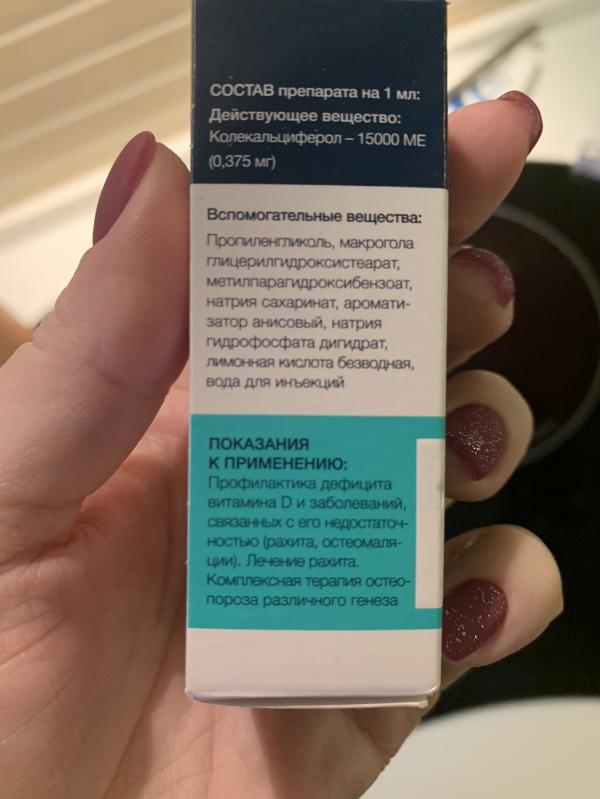 СОСТАВ препарата на 1 мл:
Действующее вещество:
Колекальциферол – 15000 МЕ
(0,375 мг)
Вспомогательные вещества:
Пропиленгликоль, макрогола
глицерилгидроксистеарат,
метилпарагидроксибензоат,
натрия сахаринат, аромати-
затор анисовый, натрия
гидрофосфата дигидрат,
лимонная кислота безводная,
вода для инъекций
ПОКАЗАНИЯ
К ПРИМЕНЕНИЮ:
Профилактика дефицита
витамина D и заболеваний,
связанных с его недостаточ-
ностью (рахита, остеомаля-
ции). Лечение рахита.
Комплексная терапия остео-
пороза различного генеза